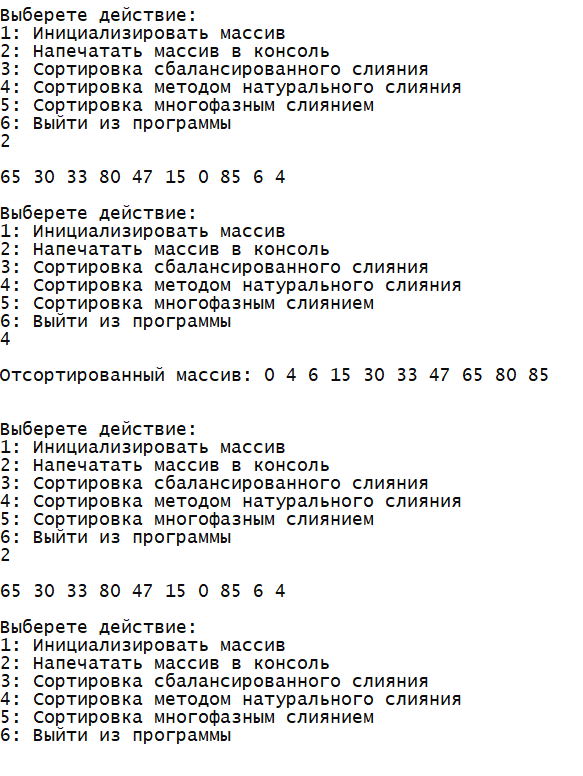 Выберете действие:
1: Инициализировать массив
2: Напечатать массив в консоль
3: Сортировка сбалансированного слияния
4: Сортировка методом натурального слияния
5: Сортировка многофазным слиянием
6: Выйти из программы
2
65 30 33 80 47 15 0 85 6 4
Выберете действие:
1: Инициализировать массив
2: Напечатать массив в консоль
3: Сортировка сбалансированного слияния
4: Сортировка методом натурального слияния
5: Сортировка многофазным слиянием
6: Выйти из программы
4
Отсортированный массив: 0 4 6 15 30 33 47 65 80 85
Выберете действие:
1: Инициализировать массив
2: Напечатать массив в консоль
3: Сортировка сбалансированного слияния
4: Сортировка методом натурального слияния
5: Сортировка многофазным слиянием
6: Выйти из программы
2
65 30 33 80 47 15 0 85 6 4
Выберете действие:
1: Инициализировать массив
2: Напечатать массив в консоль
3: Сортировка сбалансированного слияния
4: Сортировка методом натурального слияния
5: Сортировка многофазным слиянием
6: Выйти из программы